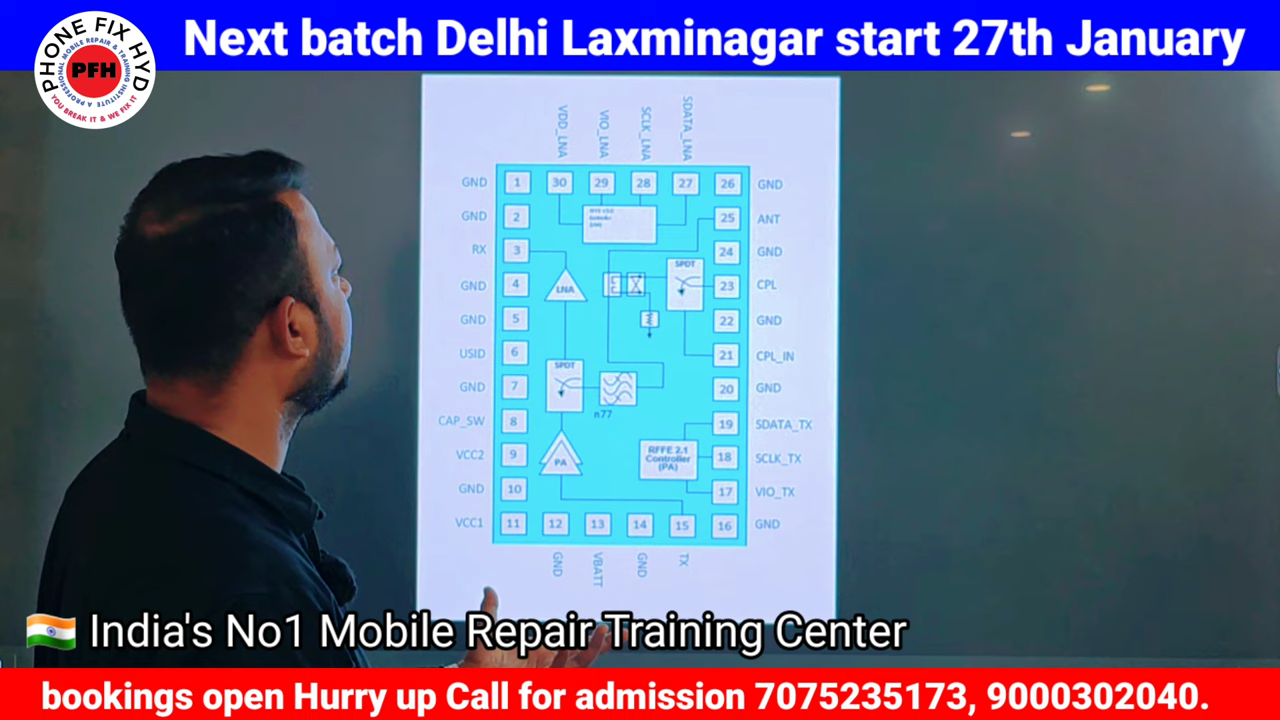 Next batch Delhi Laxminagar start 27th January
PHONE FIX HYD
A PROFESSIONAL MOBILE REPAIR & TRAINING INSTITUTE
PFH
YOU BREAK IT & WE FIX IT
VDD_LNA VIO_LNA SCLK_LNA SDATA_LNA
GND 1 30 29 28 27 26 GND
GND 2 25 ANT
RX 3 24 GND
SPDT
GND 4 LNA 23 CPL
GND 5 22 GND
USID 6 21 CPL_IN
SPDT
GND 7 20 GND
n77
CAP_SW 8 19 SDATA_TX
VCC2 9 PA RFFE 2.1 Controller (PA) 18 SCLK_TX
GND 10 17 VIO_TX
VCC1 11 12 13 14 15 16 GND
GND VBATT GND TX
🇮🇳 India's No1 Mobile Repair Training Center
bookings open Hurry up Call for admission 7075235173, 9000302040.